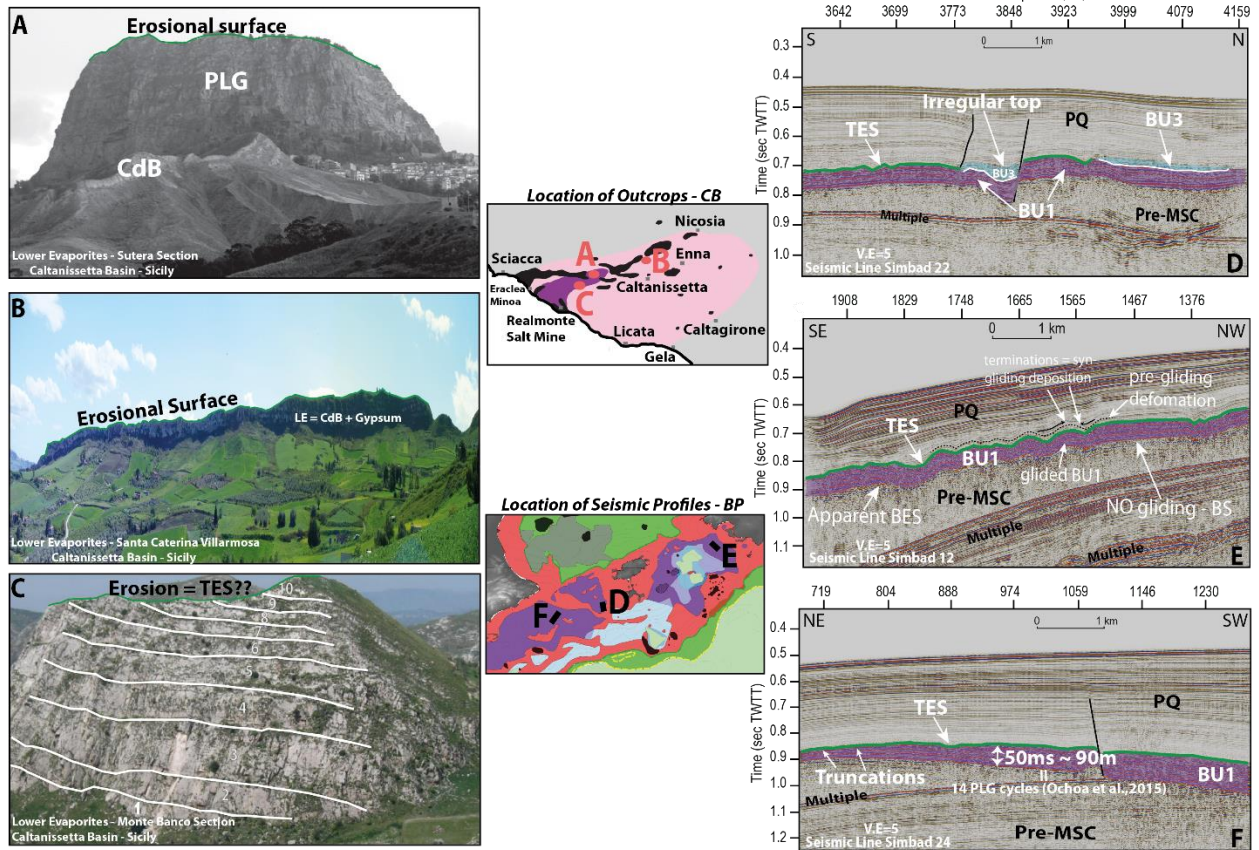 A
Erosional surface
PLG
CdB
Lower Evaporites - Sutera Section
Caltanissetta Basin - Sicily
B
Erosional Surface
LE = CdB + Gypsum
Lower Evaporites - Santa Caterina Villarmosa
Caltanissetta Basin - Sicily
C
Erosion = TES??
10
9
8
7
6
5
4
3
2
1
Lower Evaporites - Monte Banco Section
Caltanissetta Basin - Sicily
Location of Outcrops - CB
Nicosia
A
B
Enna
Sciacca
Eraclea
Minoa
C
Caltanissetta
Realmonte
Salt Mine
Licata
Caltagirone
Gela
Location of Seismic Profiles - BP
E
F
D
3642 3699 3773 3848 3923 3999 4079 4159
S
0 1 km
N
Time (sec TWTT)
0.3
0.4
0.5
0.6
0.7
0.8
0.9
1.0
Irregular top
PQ
BU3
TES
BU3
BU1
Multiple
Pre-MSC
V.E=5
Seismic Line Simbad 22
D
1908 1829 1748 1665 1565 1467 1376
SE
0 1 km
NW
Time (sec TWTT)
0.4
0.5
0.6
0.7
0.8
0.9
1.0
1.1
terminations = syn
gliding deposition
pre-gliding
defomation
PQ
TES
BU1
glided BU1
Pre-MSC
Apparent BES
NO gliding - BS
Multiple
Multiple
V.E=5
Seismic Line Simbad 12
E
719 804 888 974 1059 1146 1230
NE
0 1 km
SW
Time (sec TWTT)
0.4
0.5
0.6
0.7
0.8
0.9
1.0
1.1
1.2
PQ
TES
50ms ~ 90m
BU1
Truncations
=
14 PLG cycles (Ochoa et al.,2015)
Multiple
Pre-MSC
V.E=5
Seismic Line Simbad 24
F